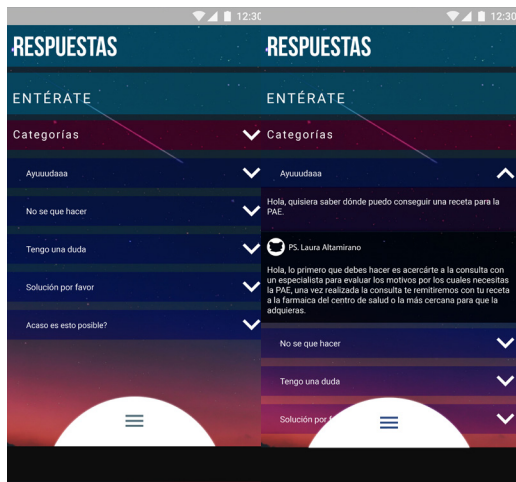 12:30
RESPUESTAS
ENTÉRATE
Categorías
Ayuuudaaa
No se que hacer
Tengo una duda
Solución por favor
Acaso es esto posible?
12:30
RESPUESTAS
ENTÉRATE
Categorías
Ayuuudaaa
Hola, quisiera saber dónde puedo conseguir una receta para la
PAE.
PS. Laura Altamirano
Hola, lo primero que debes hacer es acercárte a la consulta con
un especialista para evaluar los motivos por los cuales necesitas
la PAE, una vez realizada la consulta te remitiremos con tu receta
a la farmaica del centro de salud o la más cercana para que la
adquieras.
No se que hacer
Tengo una duda
Solución por